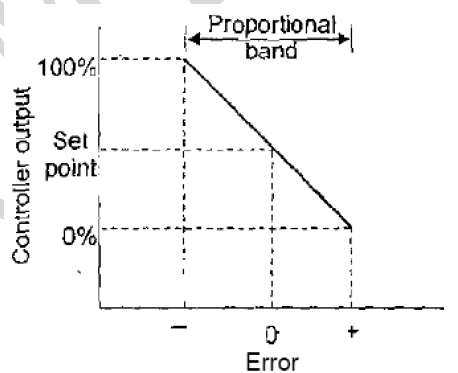 Proportional
band
100%
Set
point
0%
Controller output
− 0 +
Error